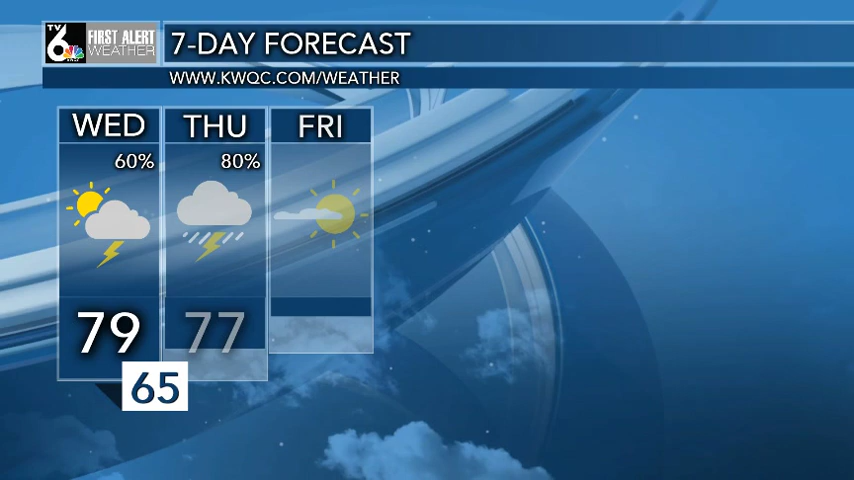 TV
6
FIRST ALERT
WEATHER
7-DAY FORECAST
WWW.KWQC.COM/WEATHER
WED THU FRI
60% 80%
79 77
65